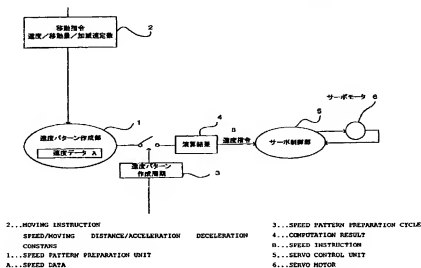 移動指令
速度／移動量／加減速定数
2
1
速度パターン作成部
速度データ A
4
演算結果
B
速度指令
5
サーボ制御部
サーボモータ
6
速度パターン
作成周期
3
2...MOVING INSTRUCTION
SPEED/MOVING DISTANCE/ACCELERATION DECELERATION
CONSTANS
1...SPEED PATTERN PREPARATION UNIT
A...SPEED DATA
3...SPEED PATTERN PREPARATION CYCLE
4...COMPUTATION RESULT
B...SPEED INSTRUCTION
5...SERVO CONTROL UNIT
6...SERVO MOTOR